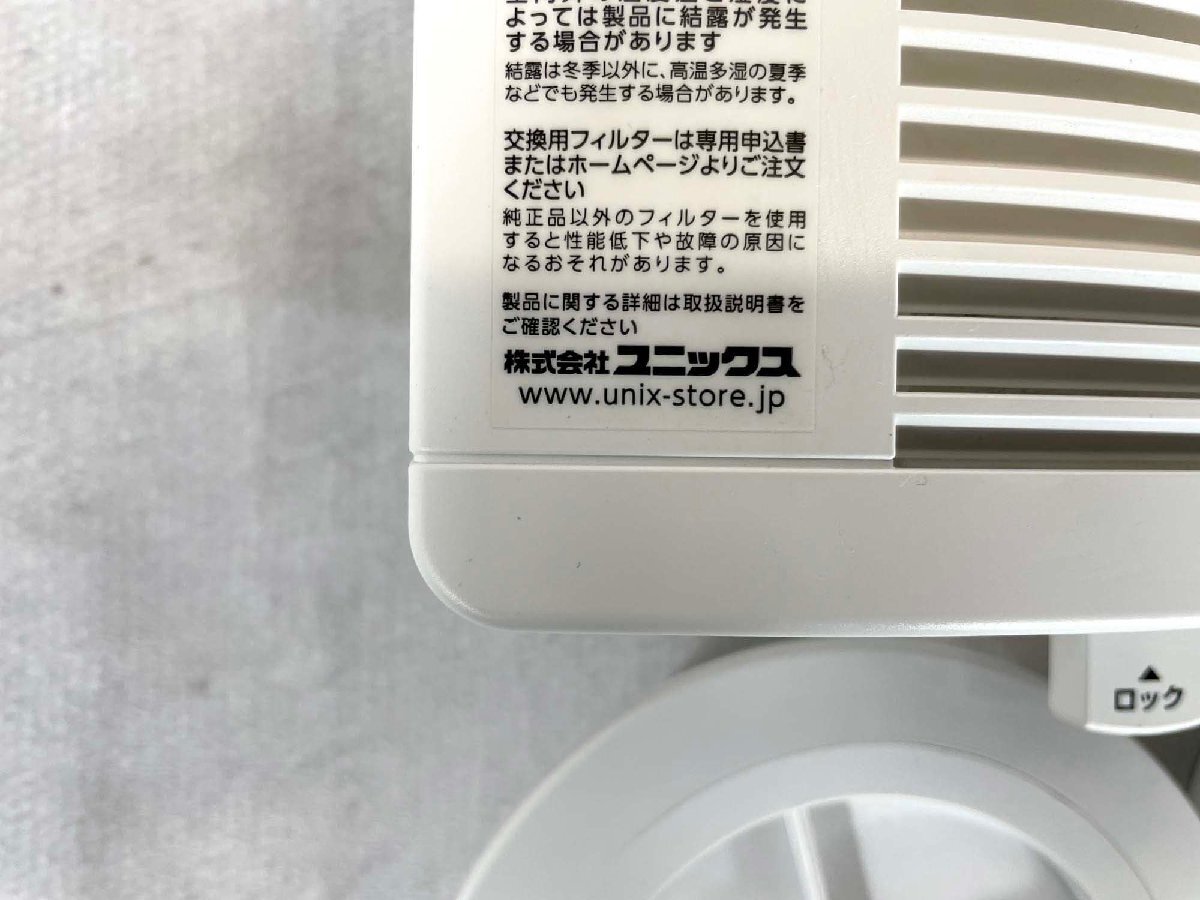 よっては製品に結露が発生
する場合があります
結露は冬季以外に、高温多湿の夏季
などでも発生する場合があります。
交換用フィルターは専用申込書
またはホームページよりご注文
ください
純正品以外のフィルターを使用
すると性能低下や故障の原因に
なるおそれがあります。
製品に関する詳細は取扱説明書を
ご確認ください
株式会社ユニックス
www.unix-store.jp
▲
ロック